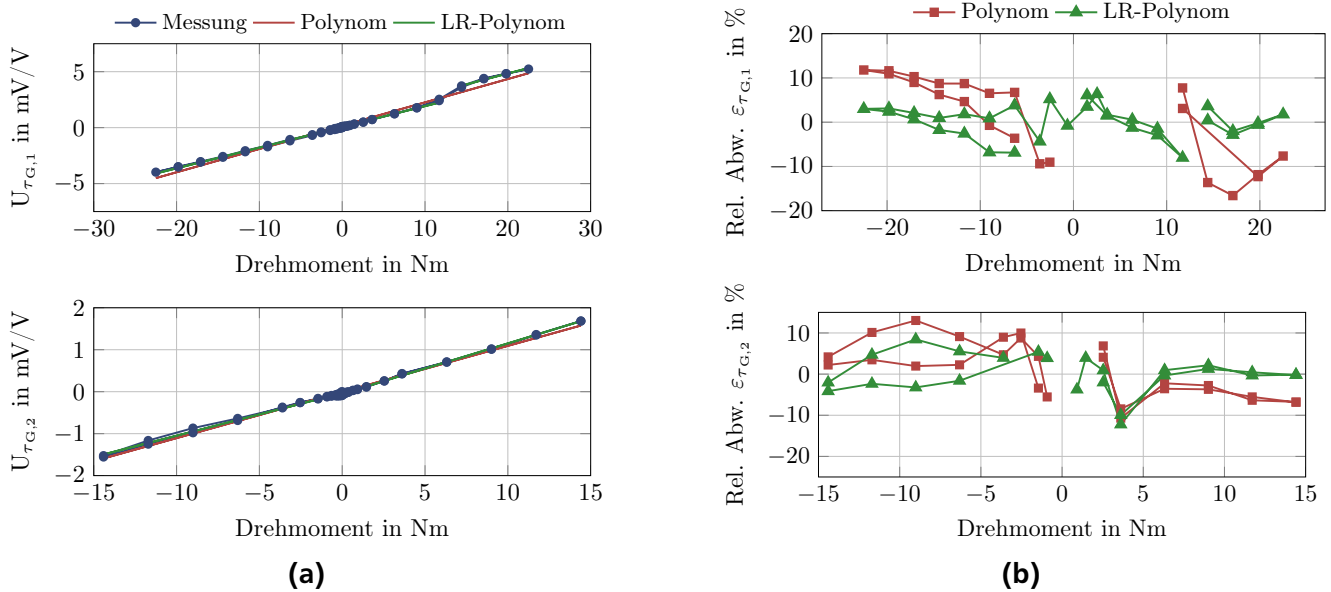 Messung Polynom LR-Polynom
5
0
−5
−30 −20 −10 0 10 20 30
U_{τ_{G,1}} in mV/V
Drehmoment in Nm
2
1
0
−1
−2
−15 −10 −5 0 5 10 15
U_{τ_{G,2}} in mV/V
Drehmoment in Nm
(a)
Polynom LR-Polynom
20
10
0
−10
−20
−20 −10 0 10 20
Rel. Abw. ε_{τ_{G,1}} in %
Drehmoment in Nm
10
0
−10
−20
−15 −10 −5 0 5 10 15
Rel. Abw. ε_{τ_{G,2}} in %
Drehmoment in Nm
(b)